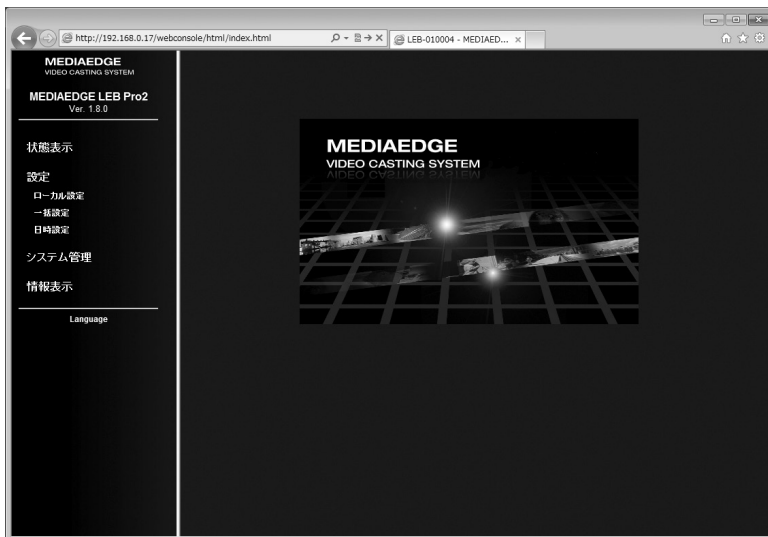 http://192.168.0.17/webconsole/html/index.html
LEB-010004 - MEDIAED...
MEDIAEDGE
VIDEO CASTING SYSTEM
MEDIAEDGE LEB Pro2
Ver. 1.8.0
状態表示
設定
ローカル設定
一括設定
日時設定
システム管理
情報表示
Language
MEDIAEDGE
VIDEO CASTING SYSTEM